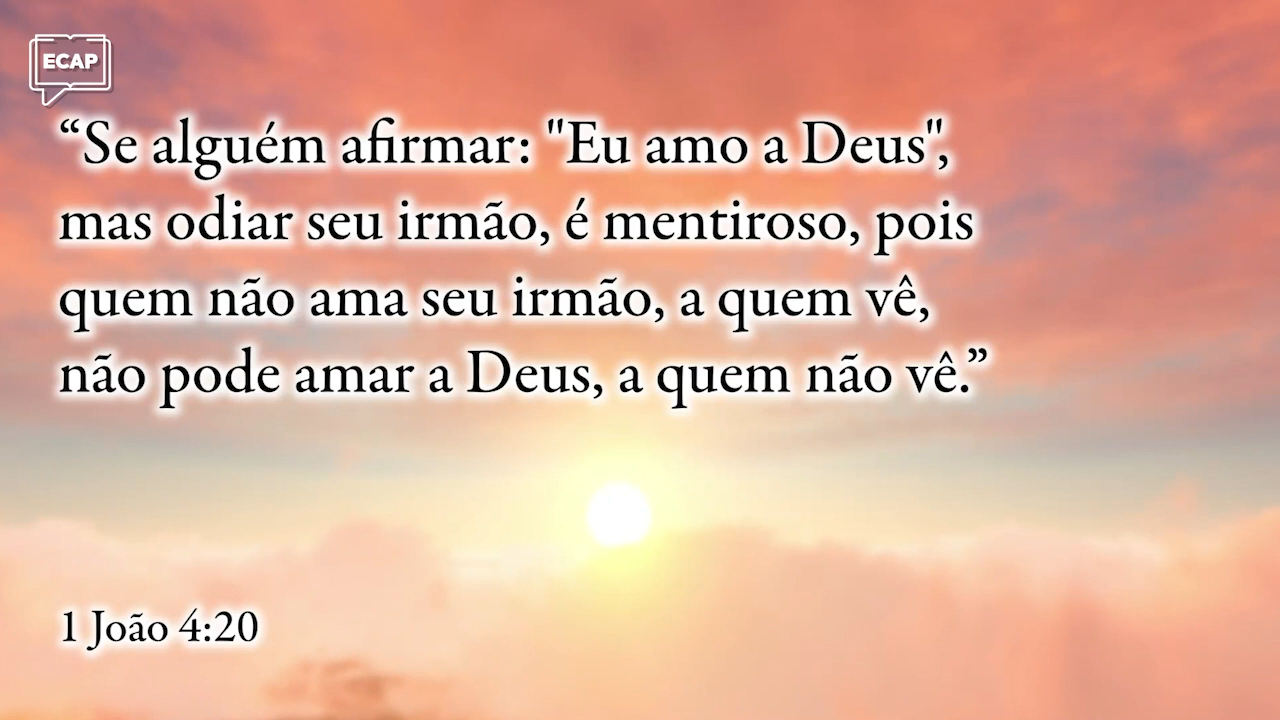 ECAP
“Se alguém afirmar: "Eu amo a Deus",
mas odiar seu irmão, é mentiroso, pois
quem não ama seu irmão, a quem vê,
não pode amar a Deus, a quem não vê.”
1 João 4:20